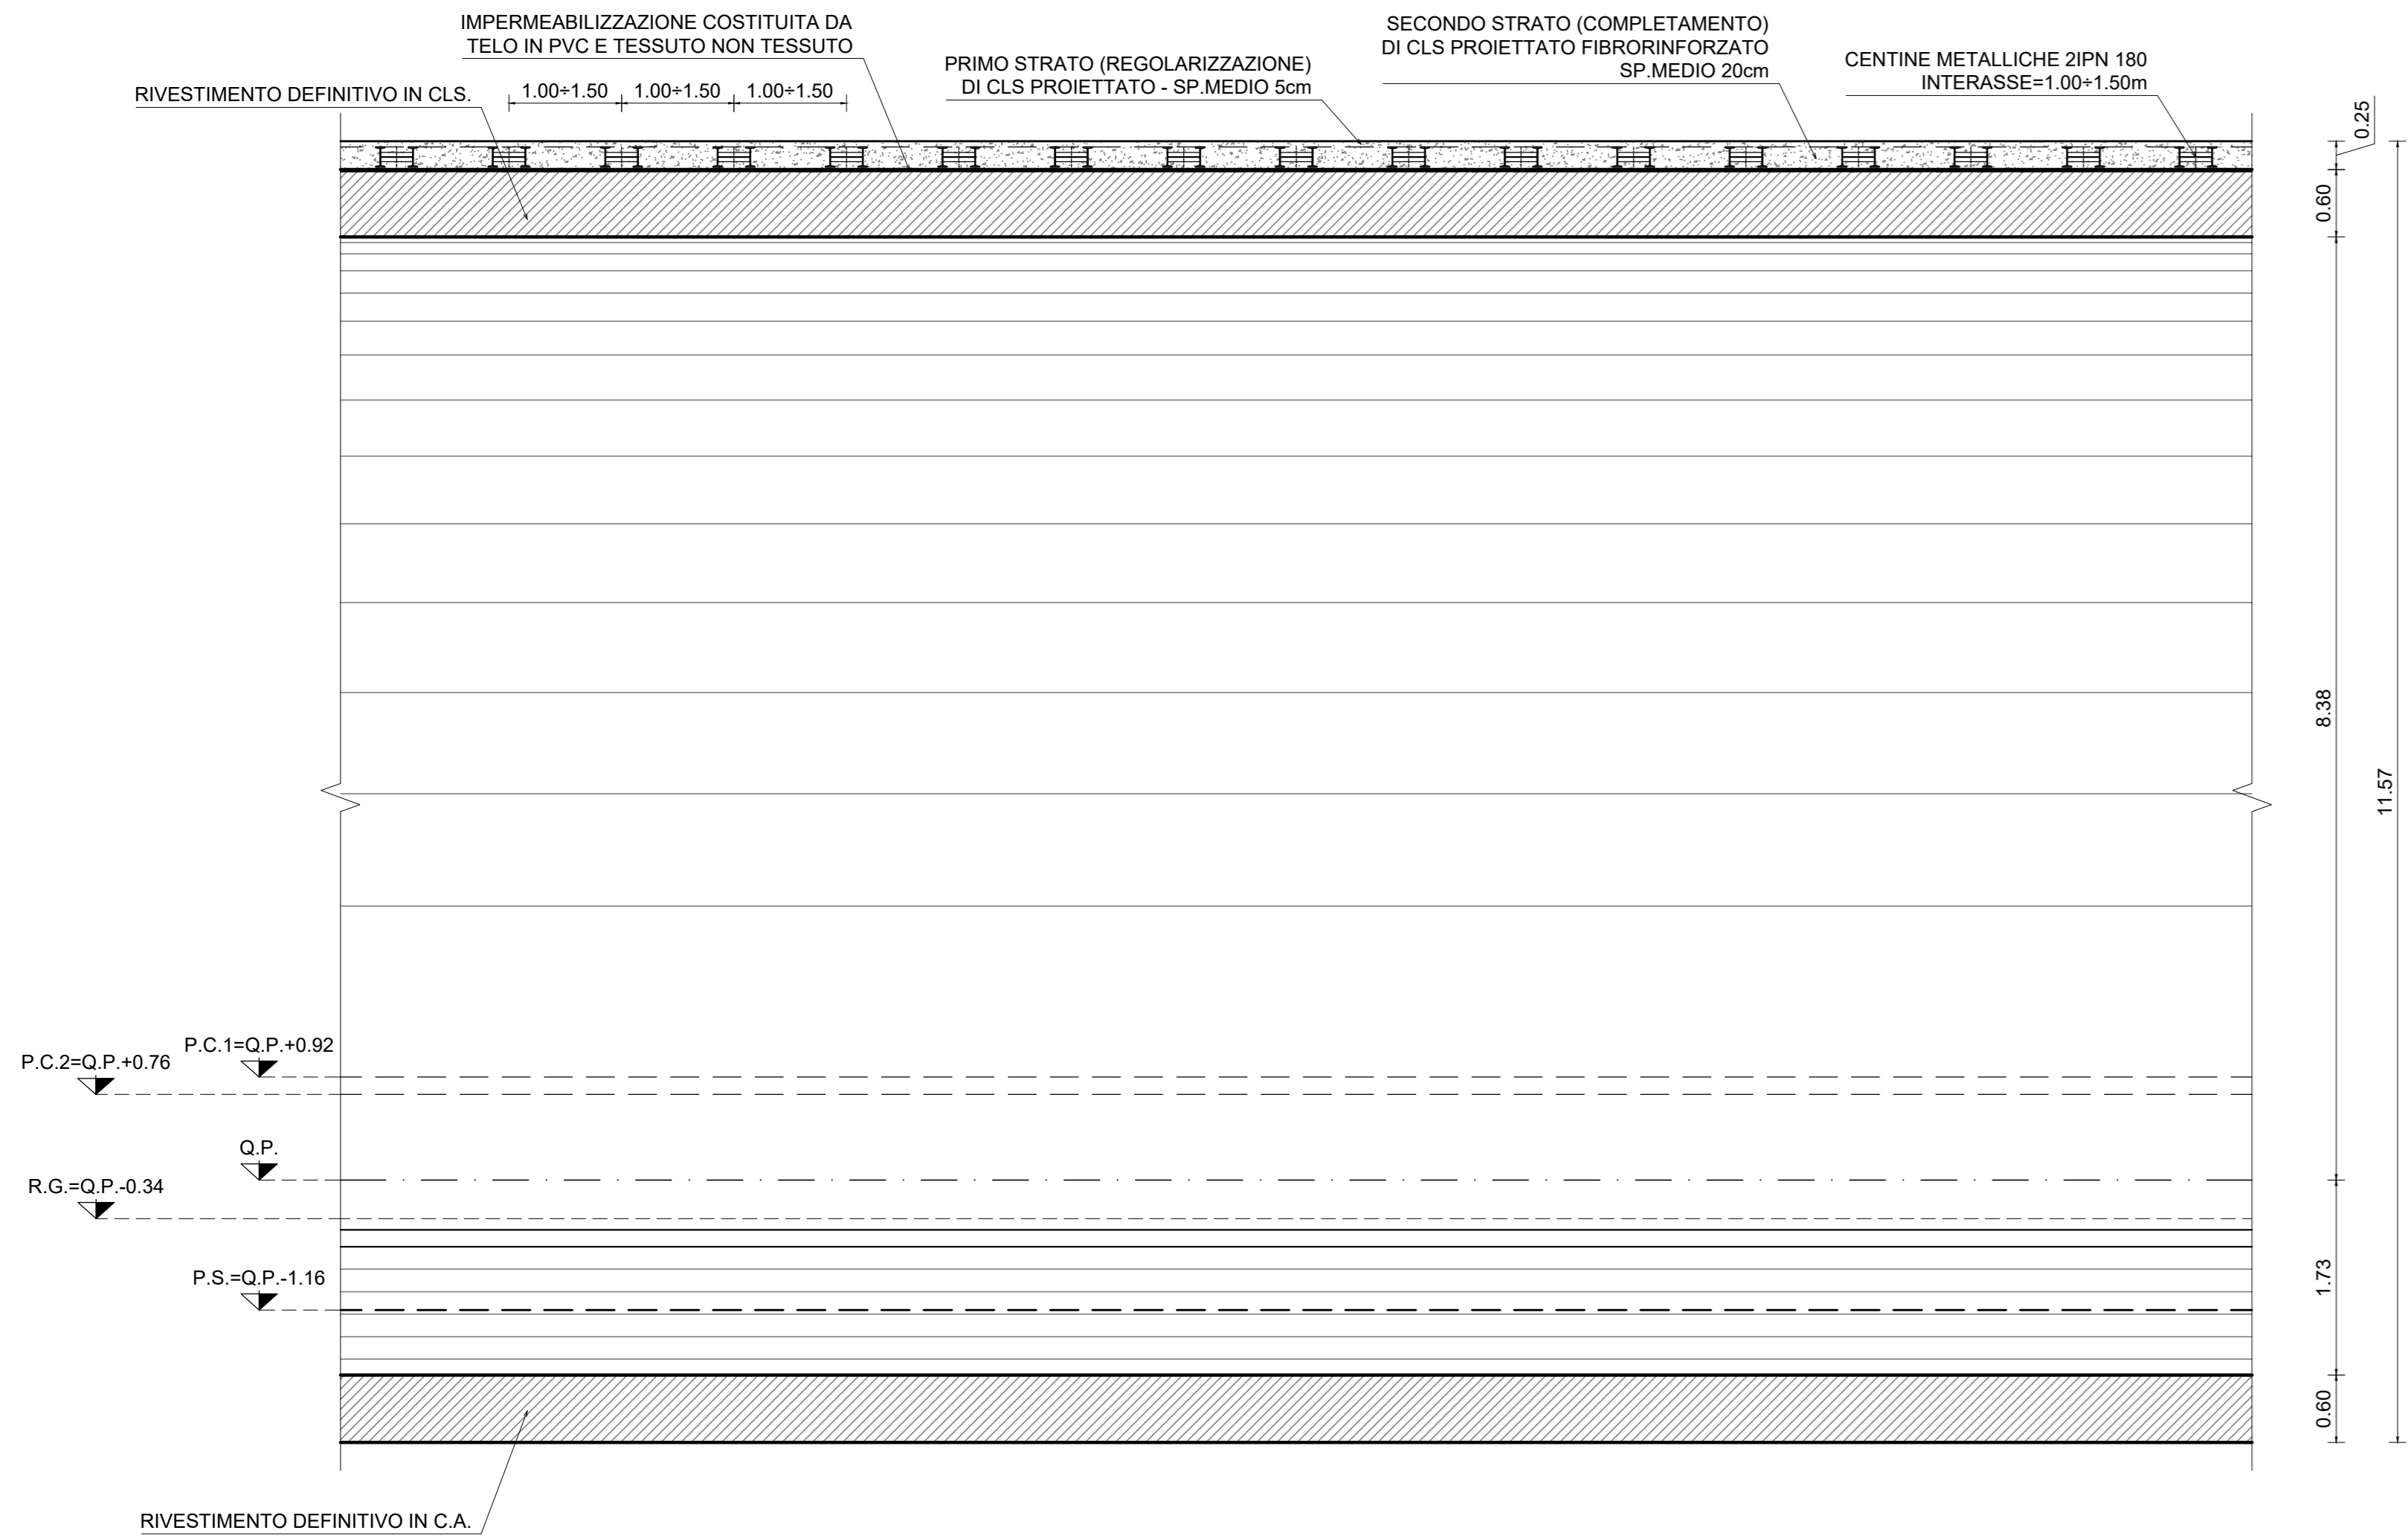 IMPERMEABILIZZAZIONE COSTITUITA DA
TELO IN PVC E TESSUTO NON TESSUTO
SECONDO STRATO (COMPLETAMENTO)
DI CLS PROIETTATO FIBRORINFORZATO
SP.MEDIO 20cm
PRIMO STRATO (REGOLARIZZAZIONE)
DI CLS PROIETTATO - SP.MEDIO 5cm
CENTINE METALLICHE 2IPN 180
INTERASSE=1.00÷1.50m
RIVESTIMENTO DEFINITIVO IN CLS.
1.00÷1.50
1.00÷1.50
1.00÷1.50
0.25
0.60
8.38
11.57
P.C.1=Q.P.+0.92
P.C.2=Q.P.+0.76
Q.P.
R.G.=Q.P.-0.34
P.S.=Q.P.-1.16
1.73
0.60
RIVESTIMENTO DEFINITIVO IN C.A.